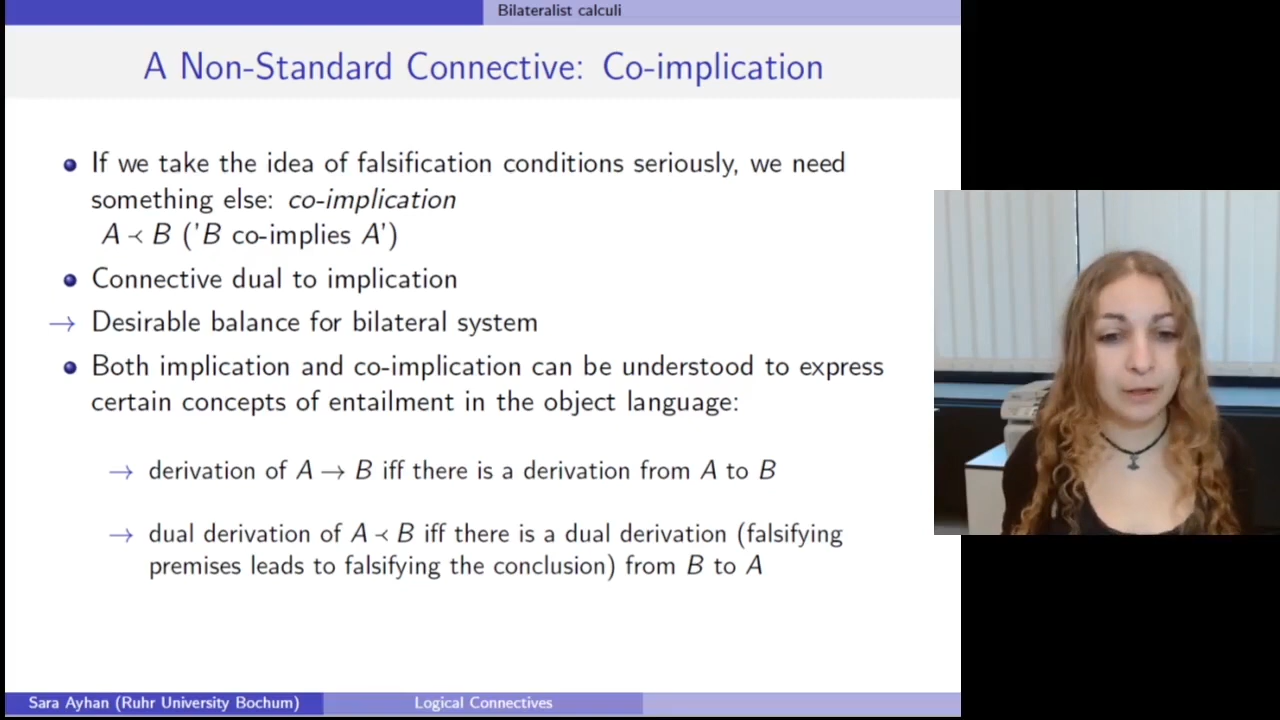 Bilateralist calculi
A Non-Standard Connective: Co-implication
If we take the idea of falsification conditions seriously, we need
something else: co-implication
A ⤙ B ('B co-implies A')
Connective dual to implication
→ Desirable balance for bilateral system
Both implication and co-implication can be understood to express
certain concepts of entailment in the object language:
→ derivation of A → B iff there is a derivation from A to B
→ dual derivation of A ⤙ B iff there is a dual derivation (falsifying
premises leads to falsifying the conclusion) from B to A
Sara Ayhan (Ruhr University Bochum)
Logical Connectives